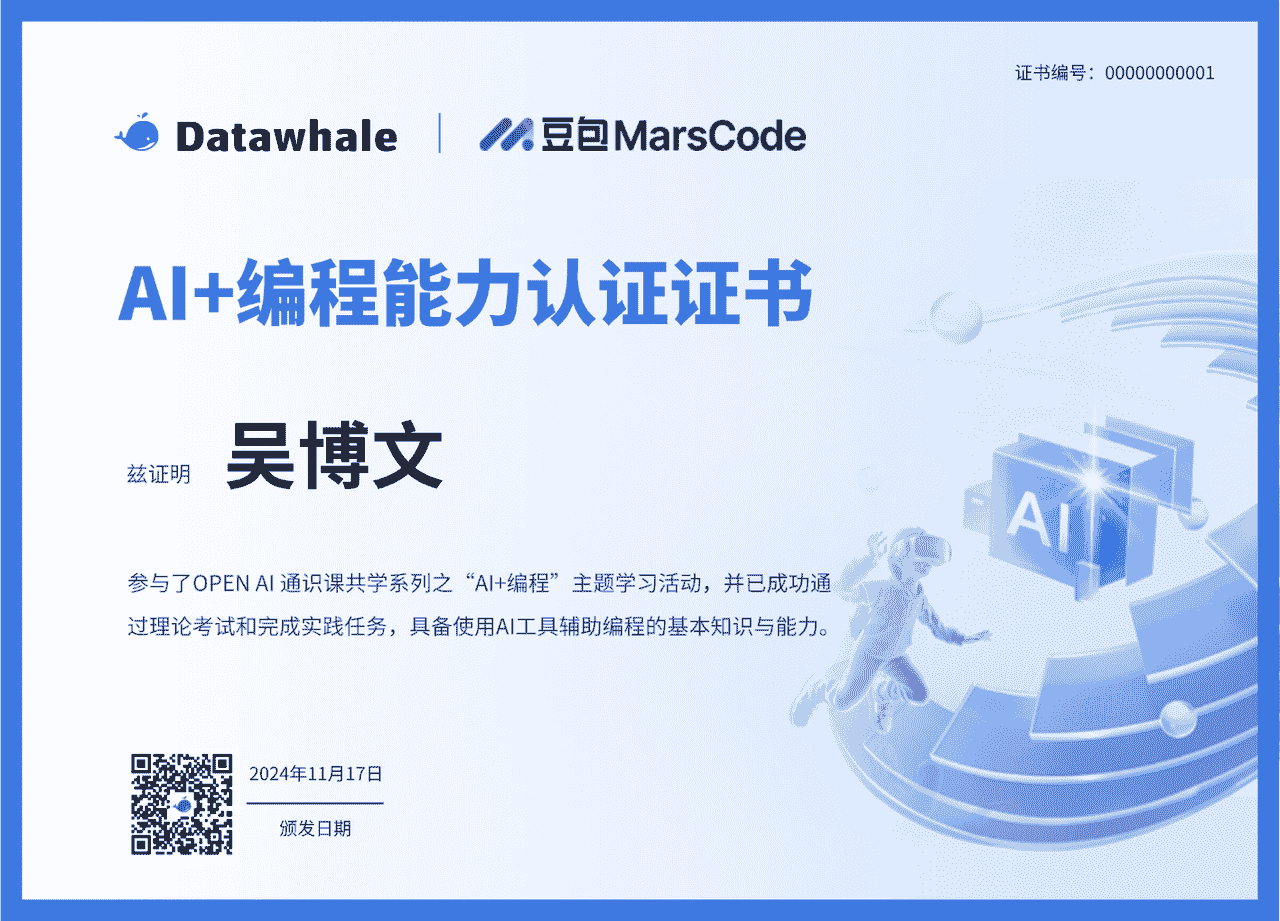 证书编号：00000000001
Datawhale
豆包MarsCode
AI+编程能力认证证书
兹证明 吴博文
参与了OPEN AI 通识课共学系列之“AI+编程”主题学习活动，并已成功通
过理论考试和完成实践任务，具备使用AI工具辅助编程的基本知识与能力。
AI
2024年11月17日
颁发日期